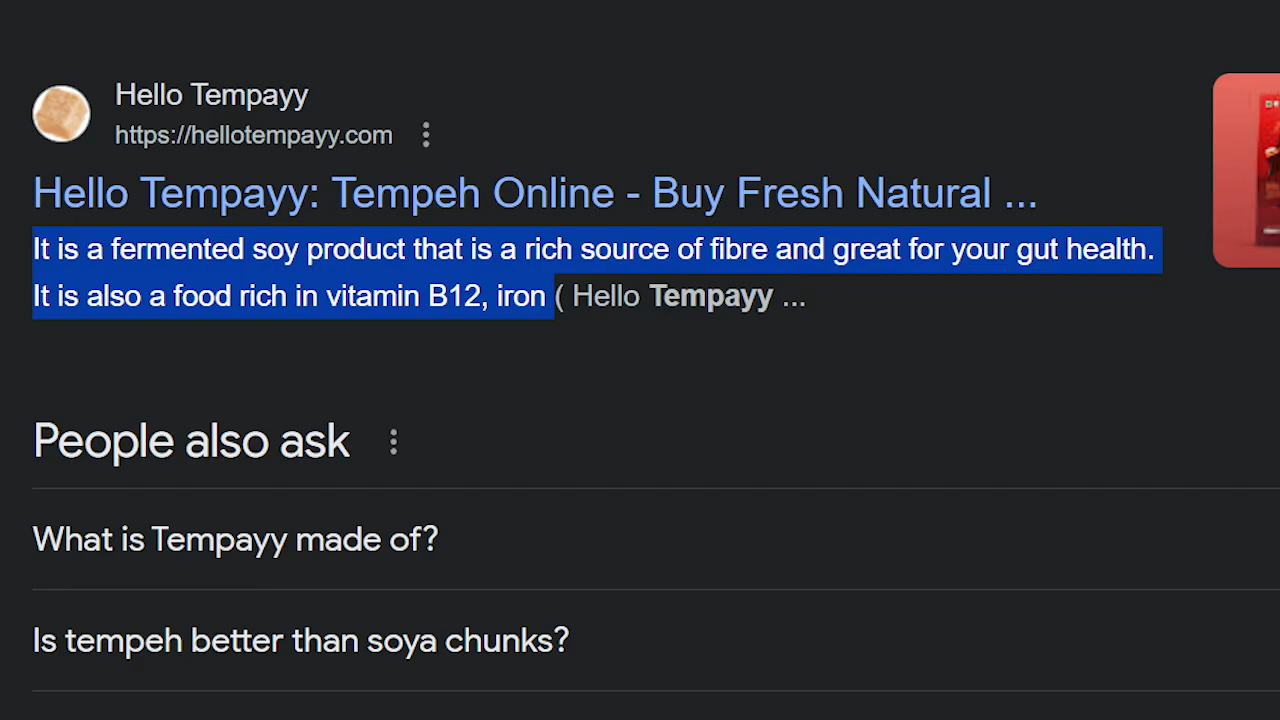 Hello Tempayy
https://hellotempayy.com
Hello Tempayy: Tempeh Online - Buy Fresh Natural ...
It is a fermented soy product that is a rich source of fibre and great for your gut health.
It is also a food rich in vitamin B12, iron ( Hello Tempayy ...
People also ask
What is Tempayy made of?
Is tempeh better than soya chunks?